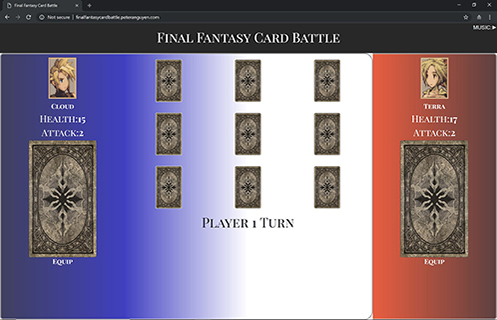 Final Fantasy Card Battle
Not secure | finalfantasycardbattle.peterxnguyen.com
MUSIC:
Final Fantasy Card Battle
Cloud
Health:15
Attack:2
Equip
Player 1 Turn
Terra
Health:17
Attack:2
Equip